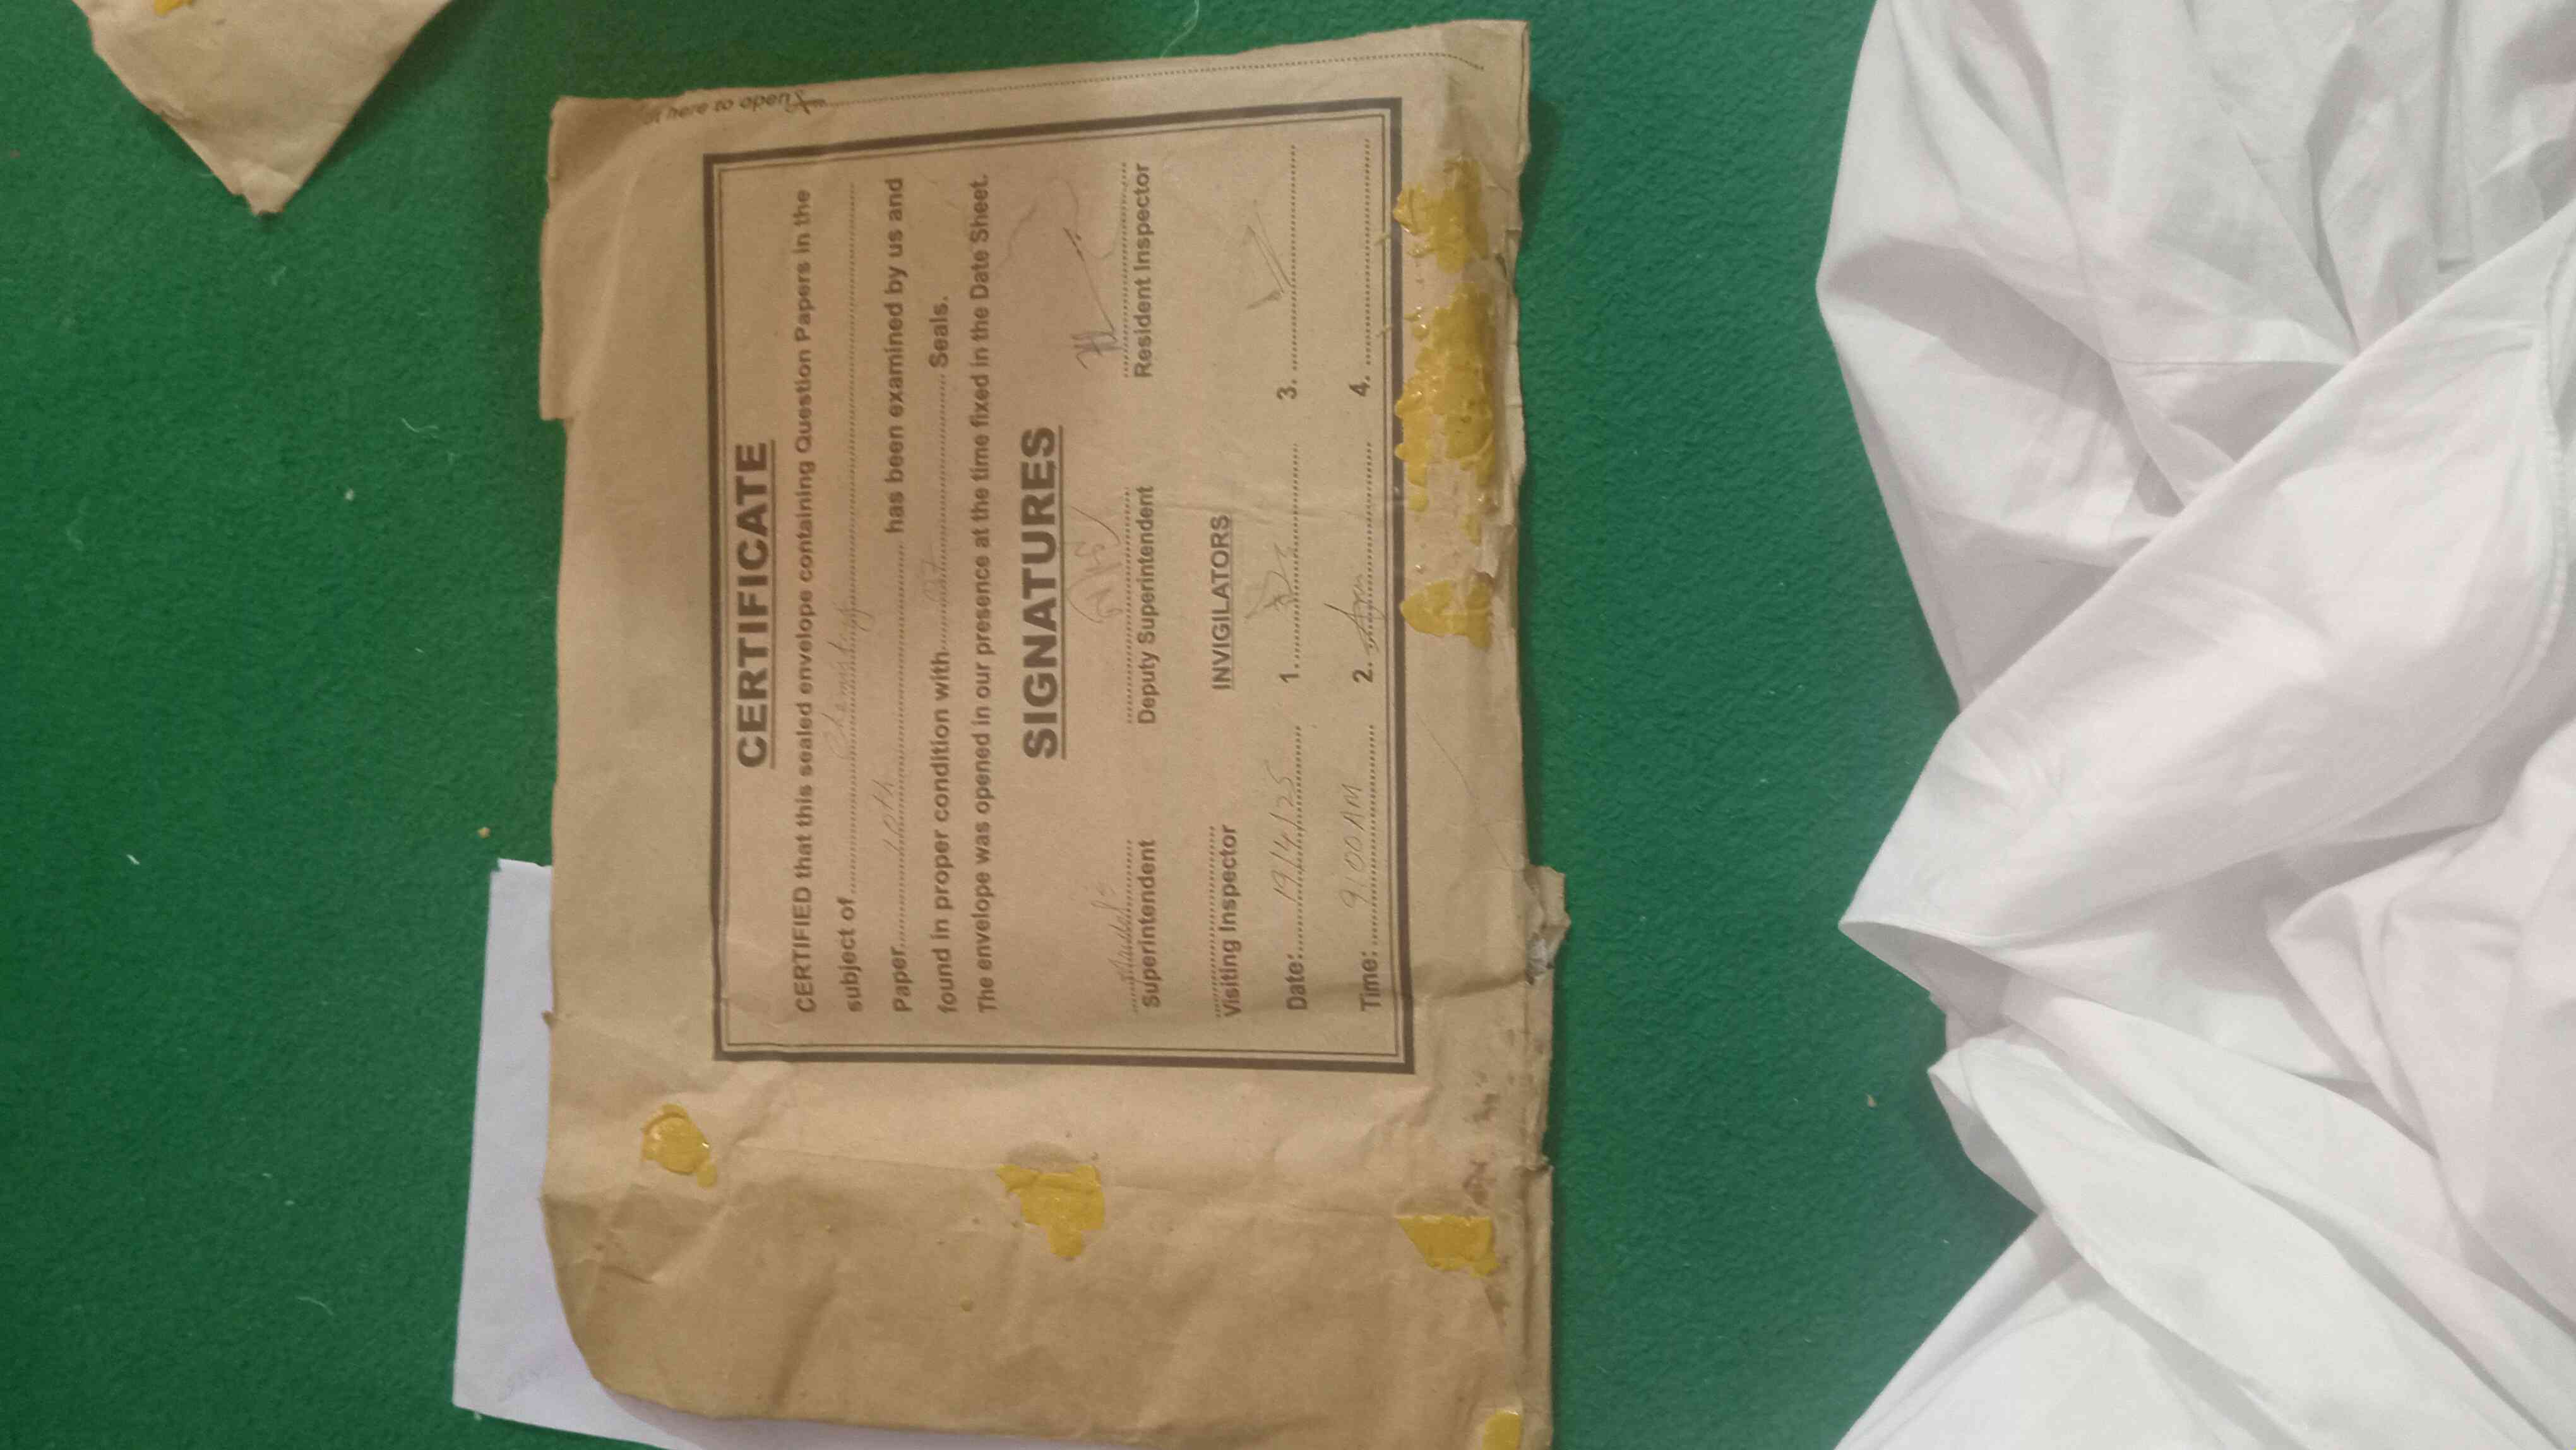 here to open
CERTIFICATE
CERTIFIED that this sealed envelope containing Question Papers in the
subject of.......... Chemistry ..........
Paper.......... 10th .......... has been examined by us and
found in proper condition with.......... 07 .......... Seals.
The envelope was opened in our presence at the time fixed in the Date Sheet.
SIGNATURES
Superintendent Deputy Superintendent Resident Inspector
Visiting Inspector INVIGILATORS
Date:.......... 19/4/25 .......... 1. .......... 3. ..........
Time: .......... 9:00 AM .......... 2. .......... 4. ..........